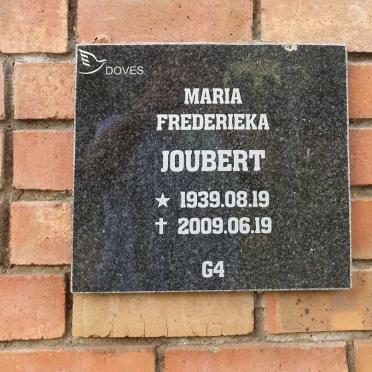 DOVES
MARIA
FREDERIEKA
JOUBERT
★ 1939.08.19
✝ 2009.06.19
G4